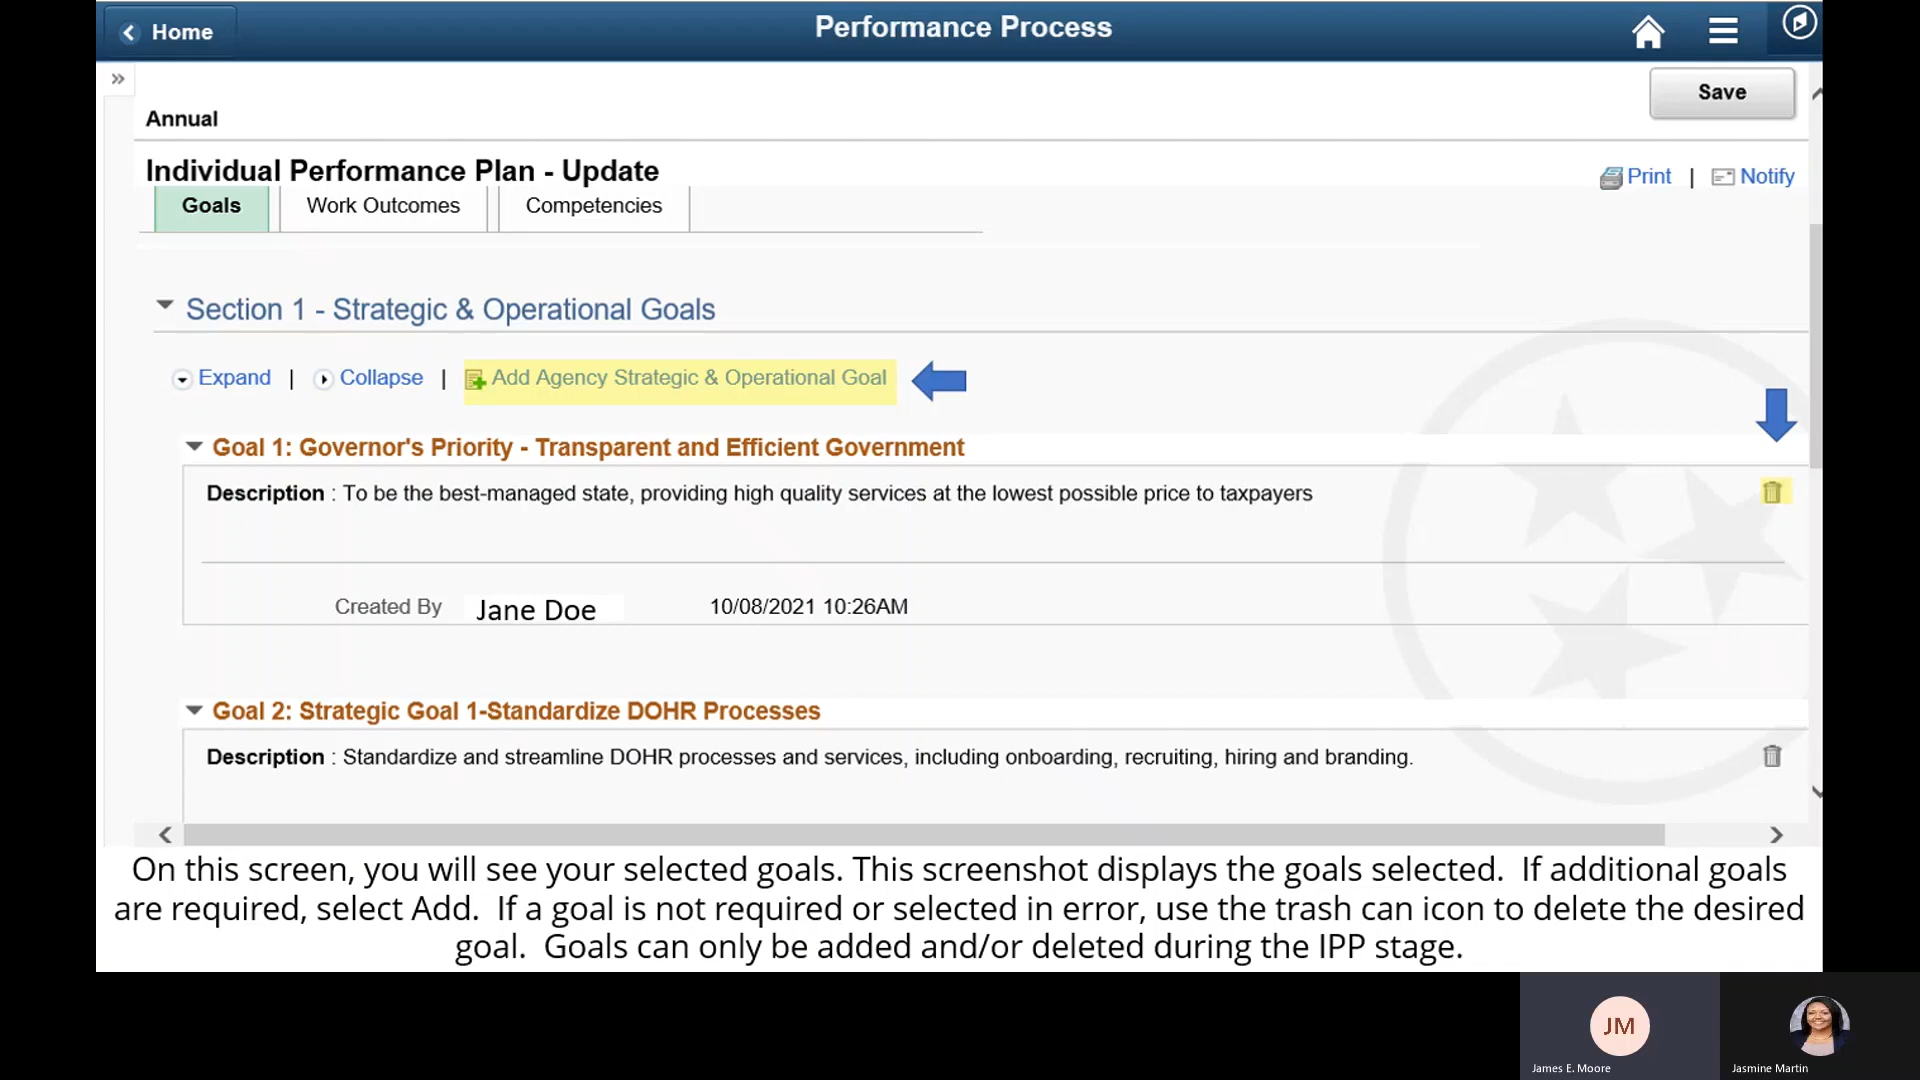 Home
Performance Process
Save
Annual
Individual Performance Plan - Update
Print | Notify
Goals
Work Outcomes
Competencies
Section 1 - Strategic & Operational Goals
Expand | Collapse | Add Agency Strategic & Operational Goal
Goal 1: Governor's Priority - Transparent and Efficient Government
Description : To be the best-managed state, providing high quality services at the lowest possible price to taxpayers
Created By Jane Doe 10/08/2021 10:26AM
Goal 2: Strategic Goal 1-Standardize DOHR Processes
Description : Standardize and streamline DOHR processes and services, including onboarding, recruiting, hiring and branding.
On this screen, you will see your selected goals. This screenshot displays the goals selected. If additional goals
are required, select Add. If a goal is not required or selected in error, use the trash can icon to delete the desired
goal. Goals can only be added and/or deleted during the IPP stage.
JM
James E. Moore
Jasmine Martin